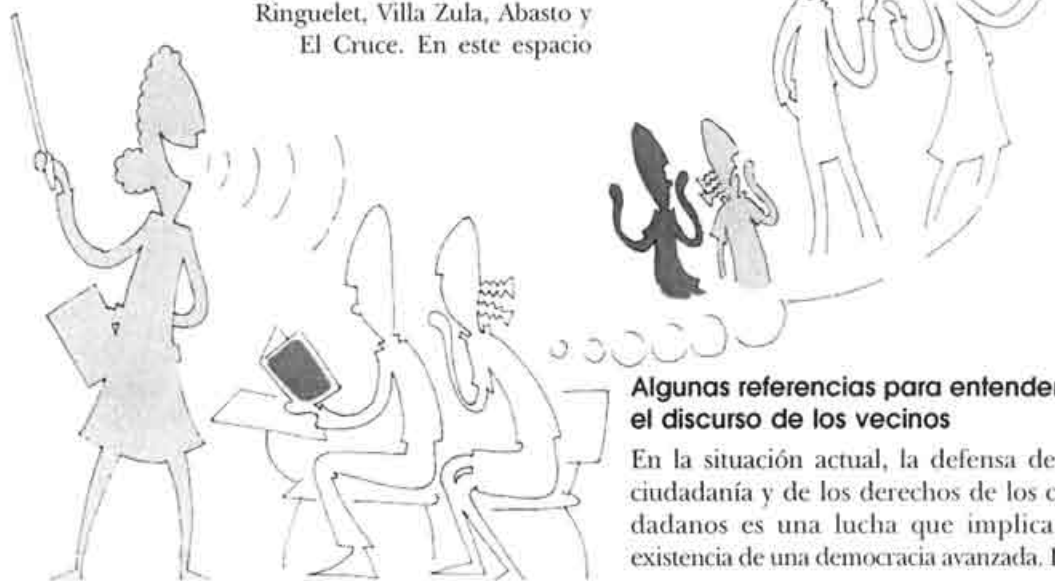 Ringuelet, Villa Zula, Abasto y
El Cruce. En este espacio
Algunas referencias para entender
el discurso de los vecinos
En la situación actual, la defensa de
ciudadanía y de los derechos de los c
dadanos es una lucha que implica
existencia de una democracia avanzada.